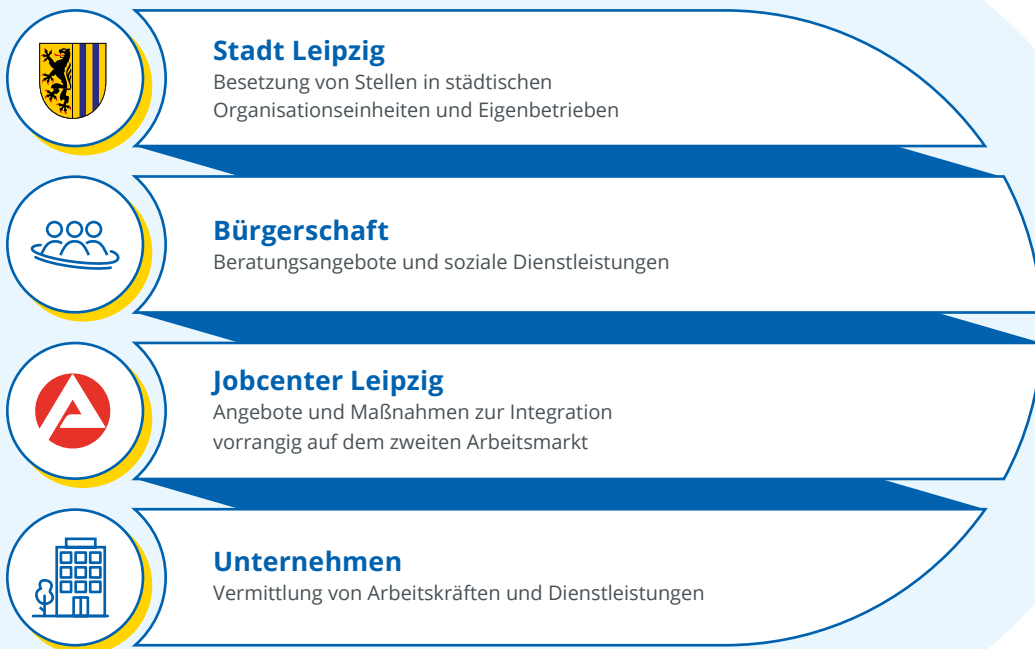 Stadt Leipzig
Besetzung von Stellen in städtischen
Organisationseinheiten und Eigenbetrieben
Bürgerschaft
Beratungsangebote und soziale Dienstleistungen
Jobcenter Leipzig
Angebote und Maßnahmen zur Integration
vorrangig auf dem zweiten Arbeitsmarkt
Unternehmen
Vermittlung von Arbeitskräften und Dienstleistungen